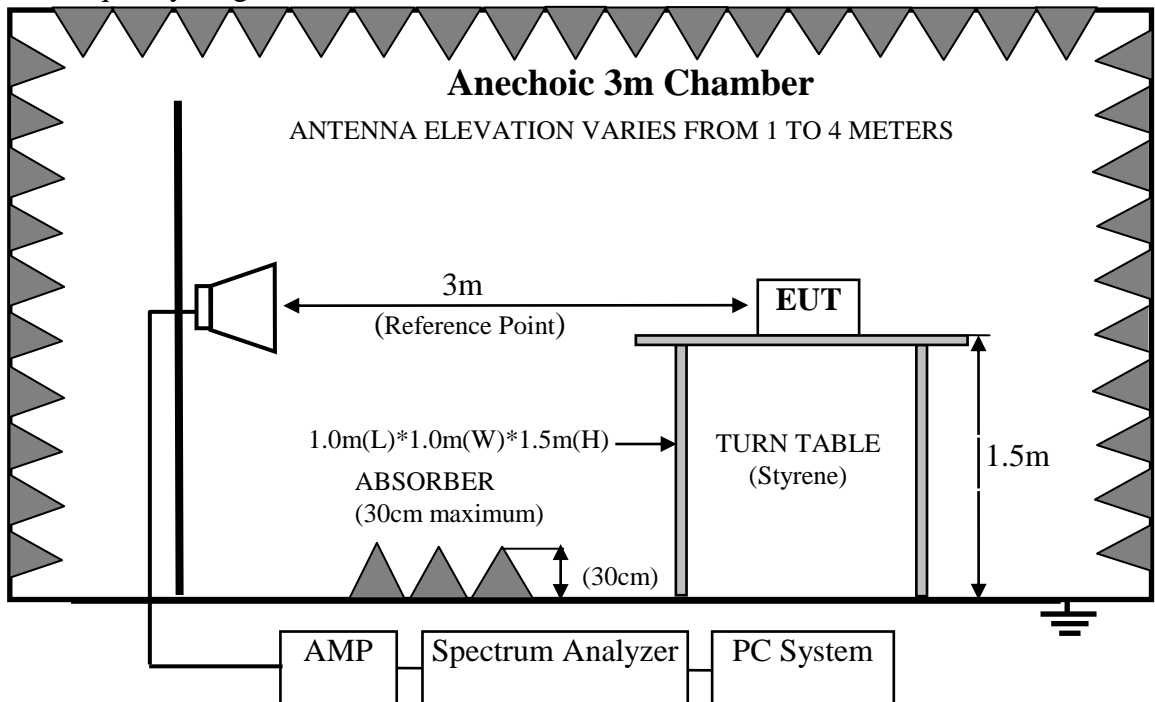 Anechoic 3m Chamber
ANTENNA ELEVATION VARIES FROM 1 TO 4 METERS
3m
(Reference Point)
EUT
1.0m(L)*1.0m(W)*1.5m(H)
TURN TABLE
(Styrene)
1.5m
ABSORBER
(30cm maximum)
(30cm)
AMP
Spectrum Analyzer
PC System